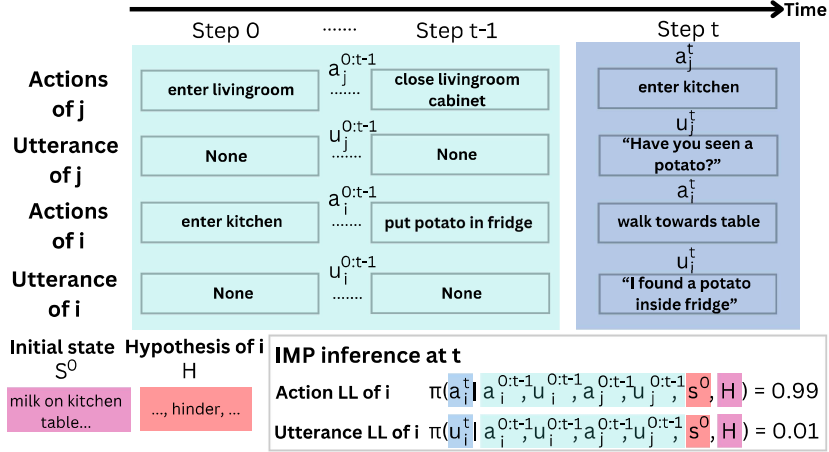 Time
Step 0 ........ Step t-1 Step t
a_j^{0:t-1} a_j^t
Actions of j
enter livingroom ........ close livingroom cabinet enter kitchen
u_j^{0:t-1} u_j^t
Utterance of j
None ........ None “Have you seen a potato?”
a_i^{0:t-1} a_i^t
Actions of i
enter kitchen ........ put potato in fridge walk towards table
u_i^{0:t-1} u_i^t
Utterance of i
None ........ None “I found a potato inside fridge”
Initial state Hypothesis of i
S^0 H
milk on kitchen table... ..., hinder, ...
IMP inference at t
Action LL of i π(a_i^t | a_i^{0:t-1}, u_i^{0:t-1}, a_j^{0:t-1}, u_j^{0:t-1}, s^0, H) = 0.99
Utterance LL of i π(u_i^t | a_i^{0:t-1}, u_i^{0:t-1}, a_j^{0:t-1}, u_j^{0:t-1}, s^0, H) = 0.01